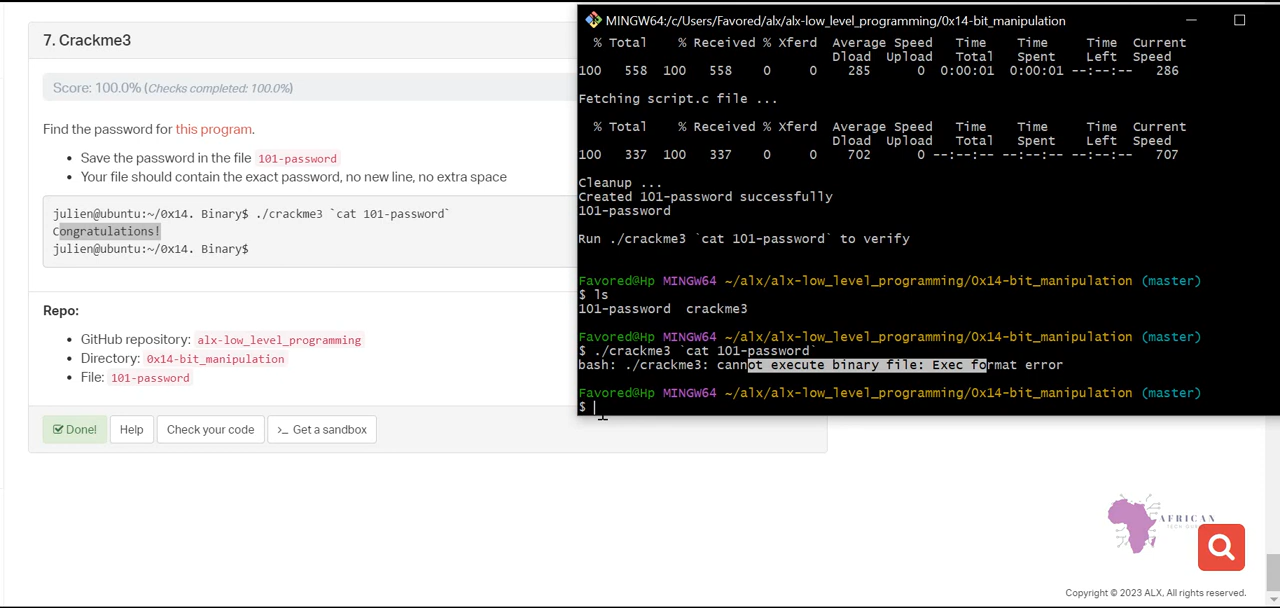 7. Crackme3
Score: 100.0% (Checks completed: 100.0%)
Find the password for this program.
• Save the password in the file 101-password
• Your file should contain the exact password, no new line, no extra space
julien@ubuntu:~/0x14. Binary$ ./crackme3 `cat 101-password`
Congratulations!
julien@ubuntu:~/0x14. Binary$
Repo:
• GitHub repository: alx-low_level_programming
• Directory: 0x14-bit_manipulation
• File: 101-password
Done!
Help
Check your code
>_ Get a sandbox
MINGW64:/c/Users/Favored/alx/alx-low_level_programming/0x14-bit_manipulation
% Total % Received % Xferd Average Speed Time Time Time Current
Dload Upload Total Spent Left Speed
100 558 100 558 0 0 285 0 0:00:01 0:00:01 --:--:-- 286
Fetching script.c file ...
% Total % Received % Xferd Average Speed Time Time Time Current
Dload Upload Total Spent Left Speed
100 337 100 337 0 0 702 0 --:--:-- --:--:-- --:--:-- 707
Cleanup ...
Created 101-password successfully
101-password
Run ./crackme3 `cat 101-password` to verify
Favored@Hp MINGW64 ~/alx/alx-low_level_programming/0x14-bit_manipulation (master)
$ ls
101-password crackme3
Favored@Hp MINGW64 ~/alx/alx-low_level_programming/0x14-bit_manipulation (master)
$ ./crackme3 `cat 101-password`
bash: ./crackme3: cannot execute binary file: Exec format error
Favored@Hp MINGW64 ~/alx/alx-low_level_programming/0x14-bit_manipulation (master)
$
AFRICAN
Copyright © 2023 ALX, All rights reserved.